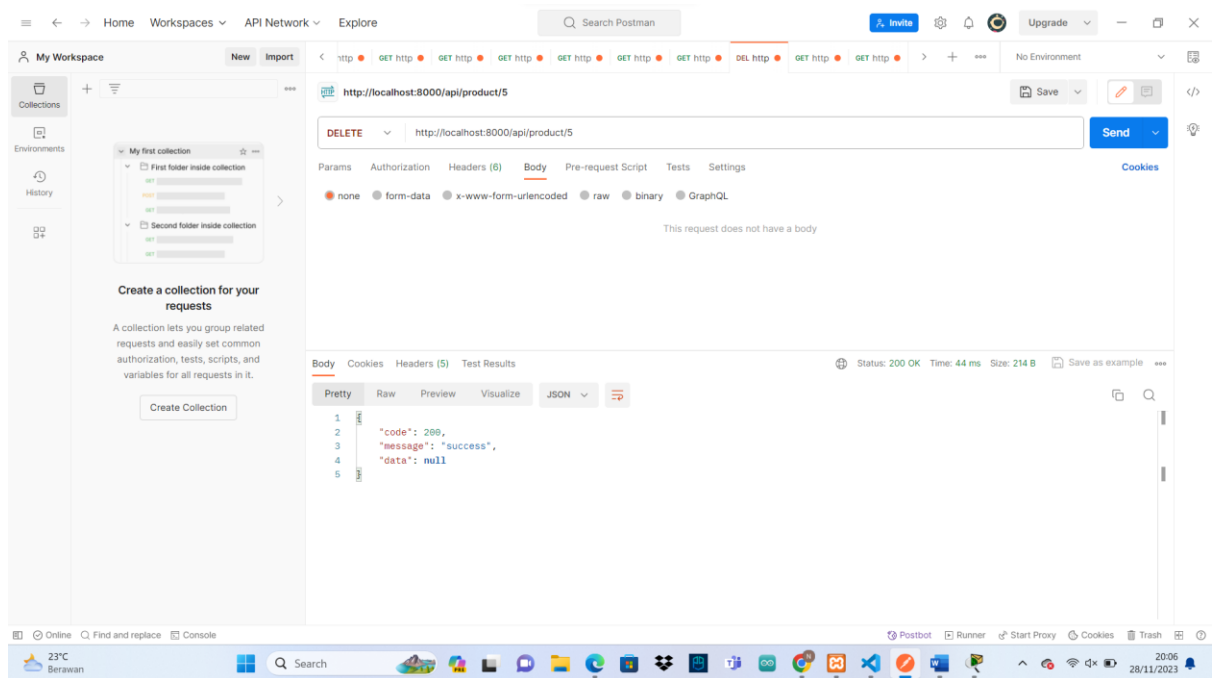 Home Workspaces API Network Explore Search Postman Invite Upgrade
My Workspace New Import http GET http GET http GET http GET http GET http GET http DEL http GET http GET http No Environment
Collections
Environments
History
My first collection
First folder inside collection
GET
POST
GET
Second folder inside collection
GET
GET
Create a collection for your
requests
A collection lets you group related
requests and easily set common
authorization, tests, scripts, and
variables for all requests in it.
Create Collection
HTTP http://localhost:8000/api/product/5 Save
DELETE http://localhost:8000/api/product/5 Send
Params Authorization Headers (6) Body Pre-request Script Tests Settings Cookies
none form-data x-www-form-urlencoded raw binary GraphQL
This request does not have a body
Body Cookies Headers (5) Test Results Status: 200 OK Time: 44 ms Size: 214 B Save as example
Pretty Raw Preview Visualize JSON
1 {
2 "code": 200,
3 "message": "success",
4 "data": null
5 }
Online Find and replace Console Postbot Runner Start Proxy Cookies Trash
23°C
Berawan
Search
20:06
28/11/2023